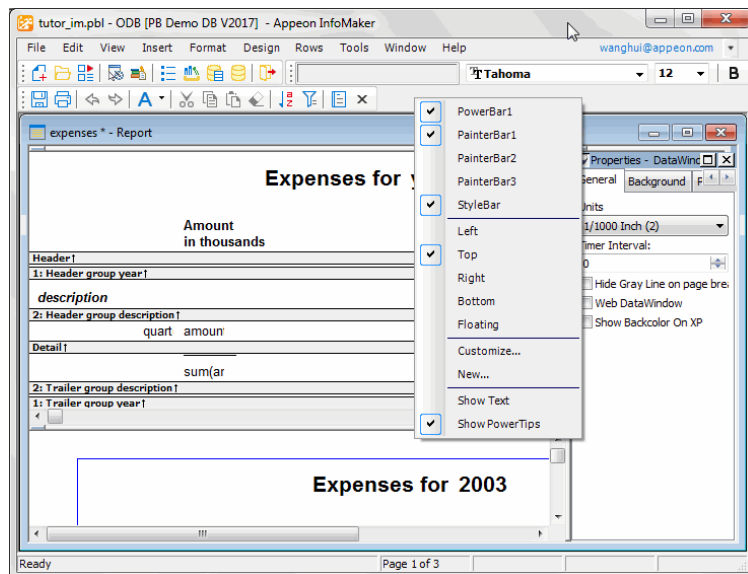 tutor_im.pbl - ODB [PB Demo DB V2017] - Appeon InfoMaker
File Edit View Insert Format Design Rows Tools Window Help wanghui@appeon.com
Tahoma 12 B
A
expenses * - Report
PowerBar1
PainterBar1
PainterBar2
PainterBar3
StyleBar
Left
Top
Right
Bottom
Floating
Customize...
New...
Show Text
Show PowerTips
Expenses for
Amount
in thousands
Header↑
1: Header group year↑
description
2: Header group description↑
quart amoun
Detail↑
sum(ar
2: Trailer group description↑
1: Trailer group year↑
Expenses for 2003
Properties - DataWind
General Background
Units
1/1000 Inch (2)
Timer Interval:
0
Hide Gray Line on page brea
Web DataWindow
Show Backcolor On XP
Ready Page 1 of 3